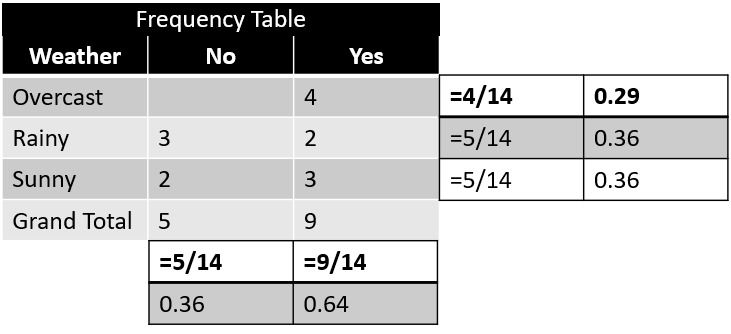 Frequency Table
Weather No Yes
Overcast 4 =4/14 0.29
Rainy 3 2 =5/14 0.36
Sunny 2 3 =5/14 0.36
Grand Total 5 9
=5/14 =9/14
0.36 0.64